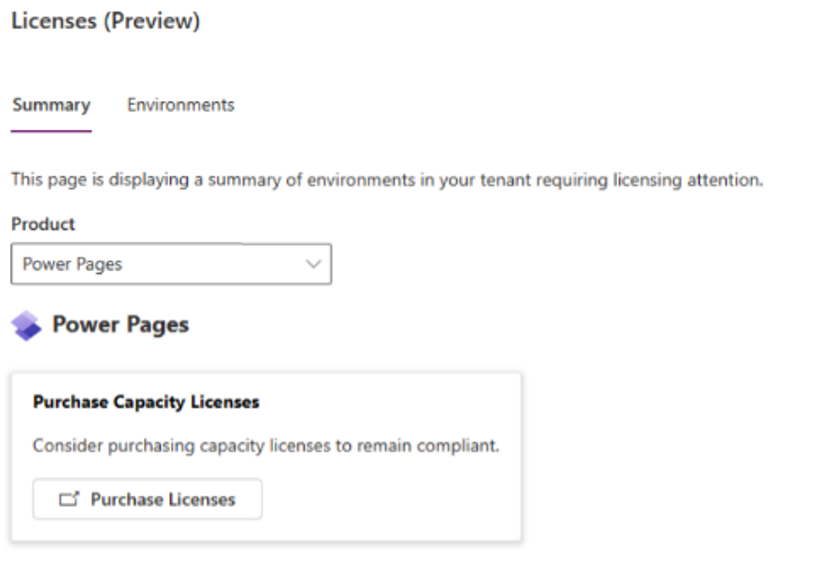 Licenses (Preview)
Summary Environments
This page is displaying a summary of environments in your tenant requiring licensing attention.
Product
Power Pages
Power Pages
Purchase Capacity Licenses
Consider purchasing capacity licenses to remain compliant.
Purchase Licenses